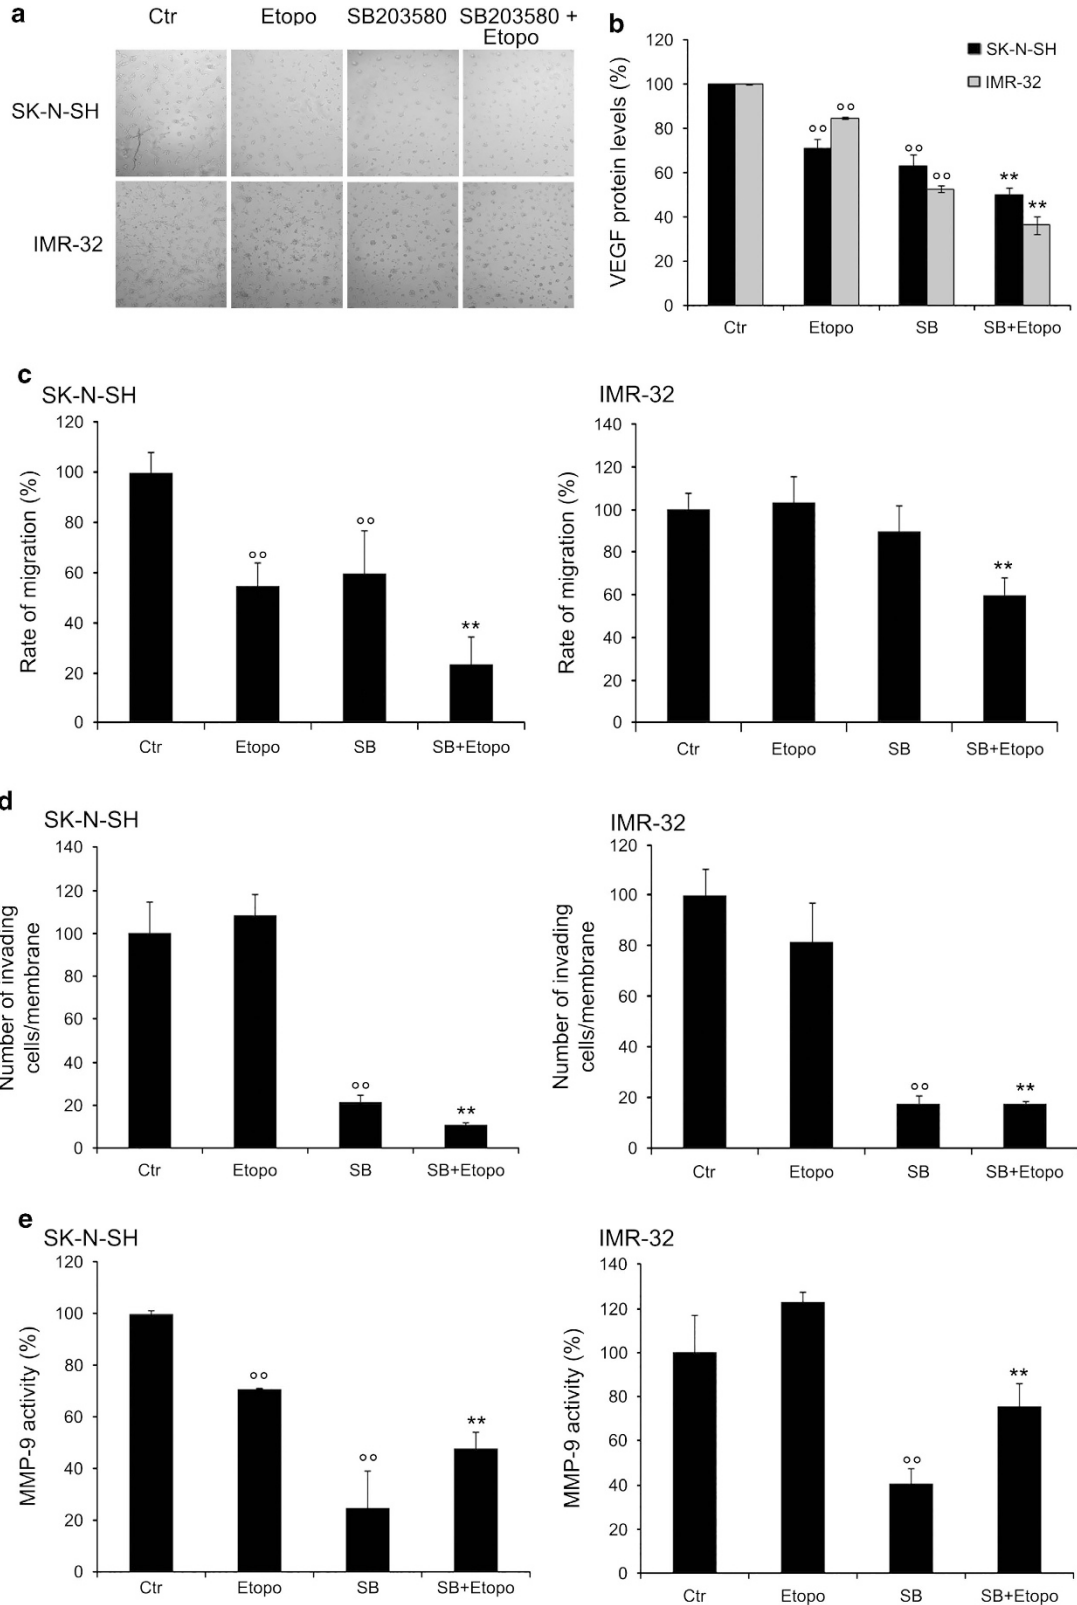 a
Ctr Etopo SB203580 SB203580 +
Etopo
SK-N-SH
IMR-32
b
VEGF protein levels (%)
120
100
80
60
40
20
0
SK-N-SH
IMR-32
°° °° °° °° ** **
Ctr Etopo SB SB+Etopo
c
SK-N-SH
Rate of migration (%)
120
100
80
60
40
20
0
°° °° **
Ctr Etopo SB SB+Etopo
IMR-32
Rate of migration (%)
140
120
100
80
60
40
20
0
**
Ctr Etopo SB SB+Etopo
d
SK-N-SH
Number of invading
cells/membrane
140
120
100
80
60
40
20
0
°° **
Ctr Etopo SB SB+Etopo
IMR-32
Number of invading
cells/membrane
120
100
80
60
40
20
0
°° **
Ctr Etopo SB SB+Etopo
e
SK-N-SH
MMP-9 activity (%)
120
100
80
60
40
20
0
°° °° **
Ctr Etopo SB SB+Etopo
IMR-32
MMP-9 activity (%)
140
120
100
80
60
40
20
0
°° **
Ctr Etopo SB SB+Etopo